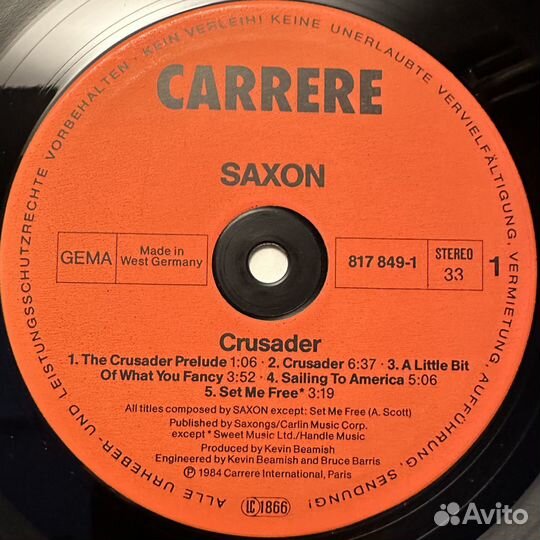 ALLE URHEBER- UND LEISTUNGSSCHUTZRECHTE VORBEHALTEN · KEIN VERLEIH! KEINE UNERLAUBTE VERVIELFÄLTIGUNG, VERMIETUNG, AUFFÜHRUNG, SENDUNG!
CARRERE
SAXON
GEMA
Made in
West Germany
817 849-1
STEREO
33
1
Crusader
1. The Crusader Prelude 1:06 · 2. Crusader 6:37 · 3. A Little Bit
Of What You Fancy 3:52 · 4. Sailing To America 5:06
5. Set Me Free* 3:19
All titles composed by SAXON except: Set Me Free (A. Scott)
Published by Saxongs/Carlin Music Corp.
except * Sweet Music Ltd./Handle Music
Produced by Kevin Beamish
Engineered by Kevin Beamish and Bruce Barris
Ⓟ 1984 Carrere International, Paris
LC 1866
Avito